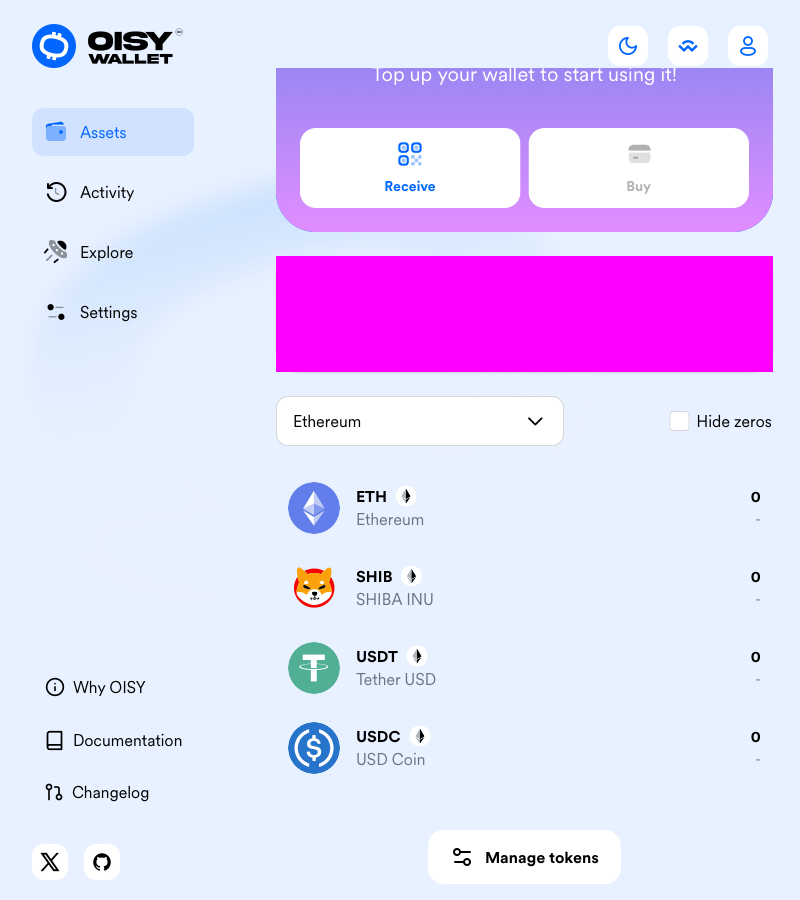 OISY
WALLET
Top up your wallet to start using it!
Assets
Activity
Explore
Settings
Receive
Buy
Ethereum
Hide zeros
ETH
0
Ethereum
-
SHIB
0
SHIBA INU
-
USDT
0
Tether USD
-
USDC
0
USD Coin
-
Why OISY
Documentation
Changelog
Manage tokens